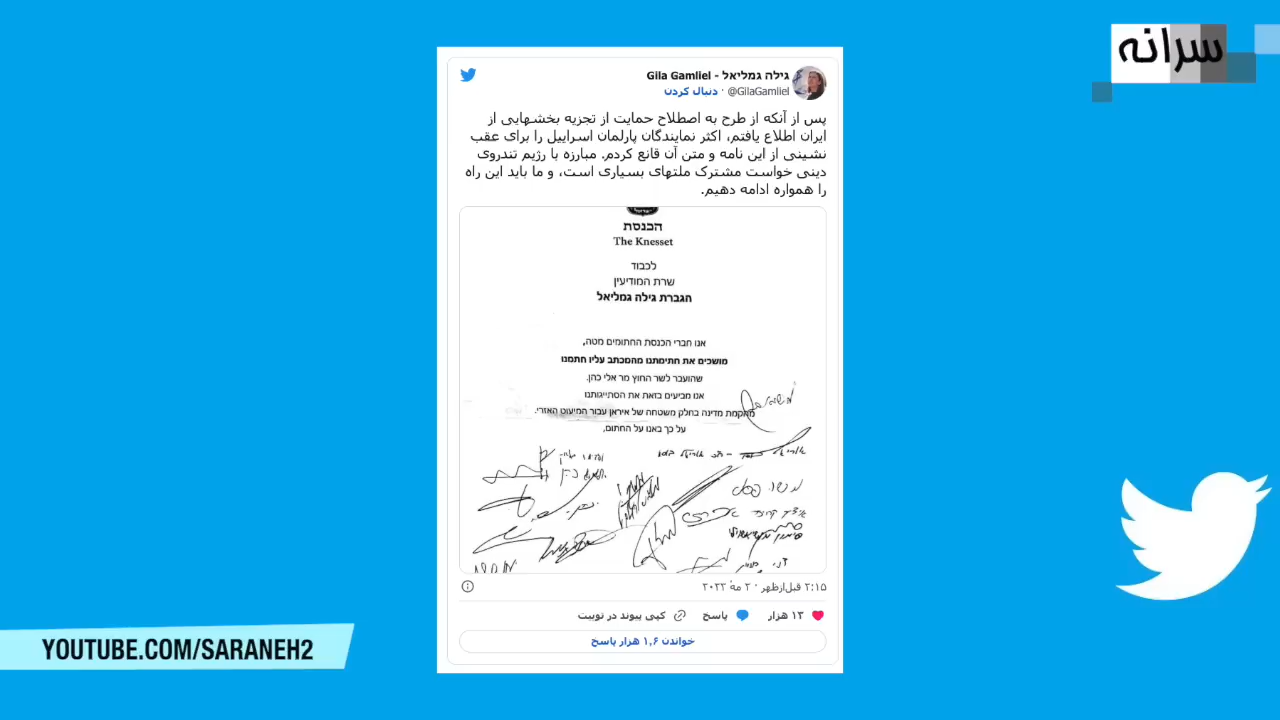 سرانه
גילה גמליאל - Gila Gamliel
@GilaGamliel · دنبال کردن
پس از آنکه از طرح به اصطلاح حمایت از تجزیه بخشهایی از
ایران اطلاع یافتم، اکثر نمایندگان پارلمان اسراییل را برای عقب
نشینی از این نامه و متن آن قانع کردم. مبارزه با رژیم تندروی
دینی خواست مشترک ملتهای بسیاری است، و ما باید این راه
را همواره ادامه دهیم.
הכנסת
The Knesset
לכבוד
שרת המודיעין
הגברת גילה גמליאל
אנו חברי הכנסת החתומים מטה,
מושכים את חתימתנו מהמכתב עליו חתמנו
שהועבר לשר החוץ מר אלי כהן.
אנו מביעים בזאת את הסתייגותנו
מהקמת מדינה בחלק משטחה של איראן עבור המיעוט האזרי.
על כך באנו על החתום,
۲:۱۵ قبل‌ازظهر · ۲ مهٔ ۲۰۲۳
۱۳ هزار
پاسخ
کپی پیوند در توییت
خواندن ۱٫۶ هزار پاسخ
YOUTUBE.COM/SARANEH2